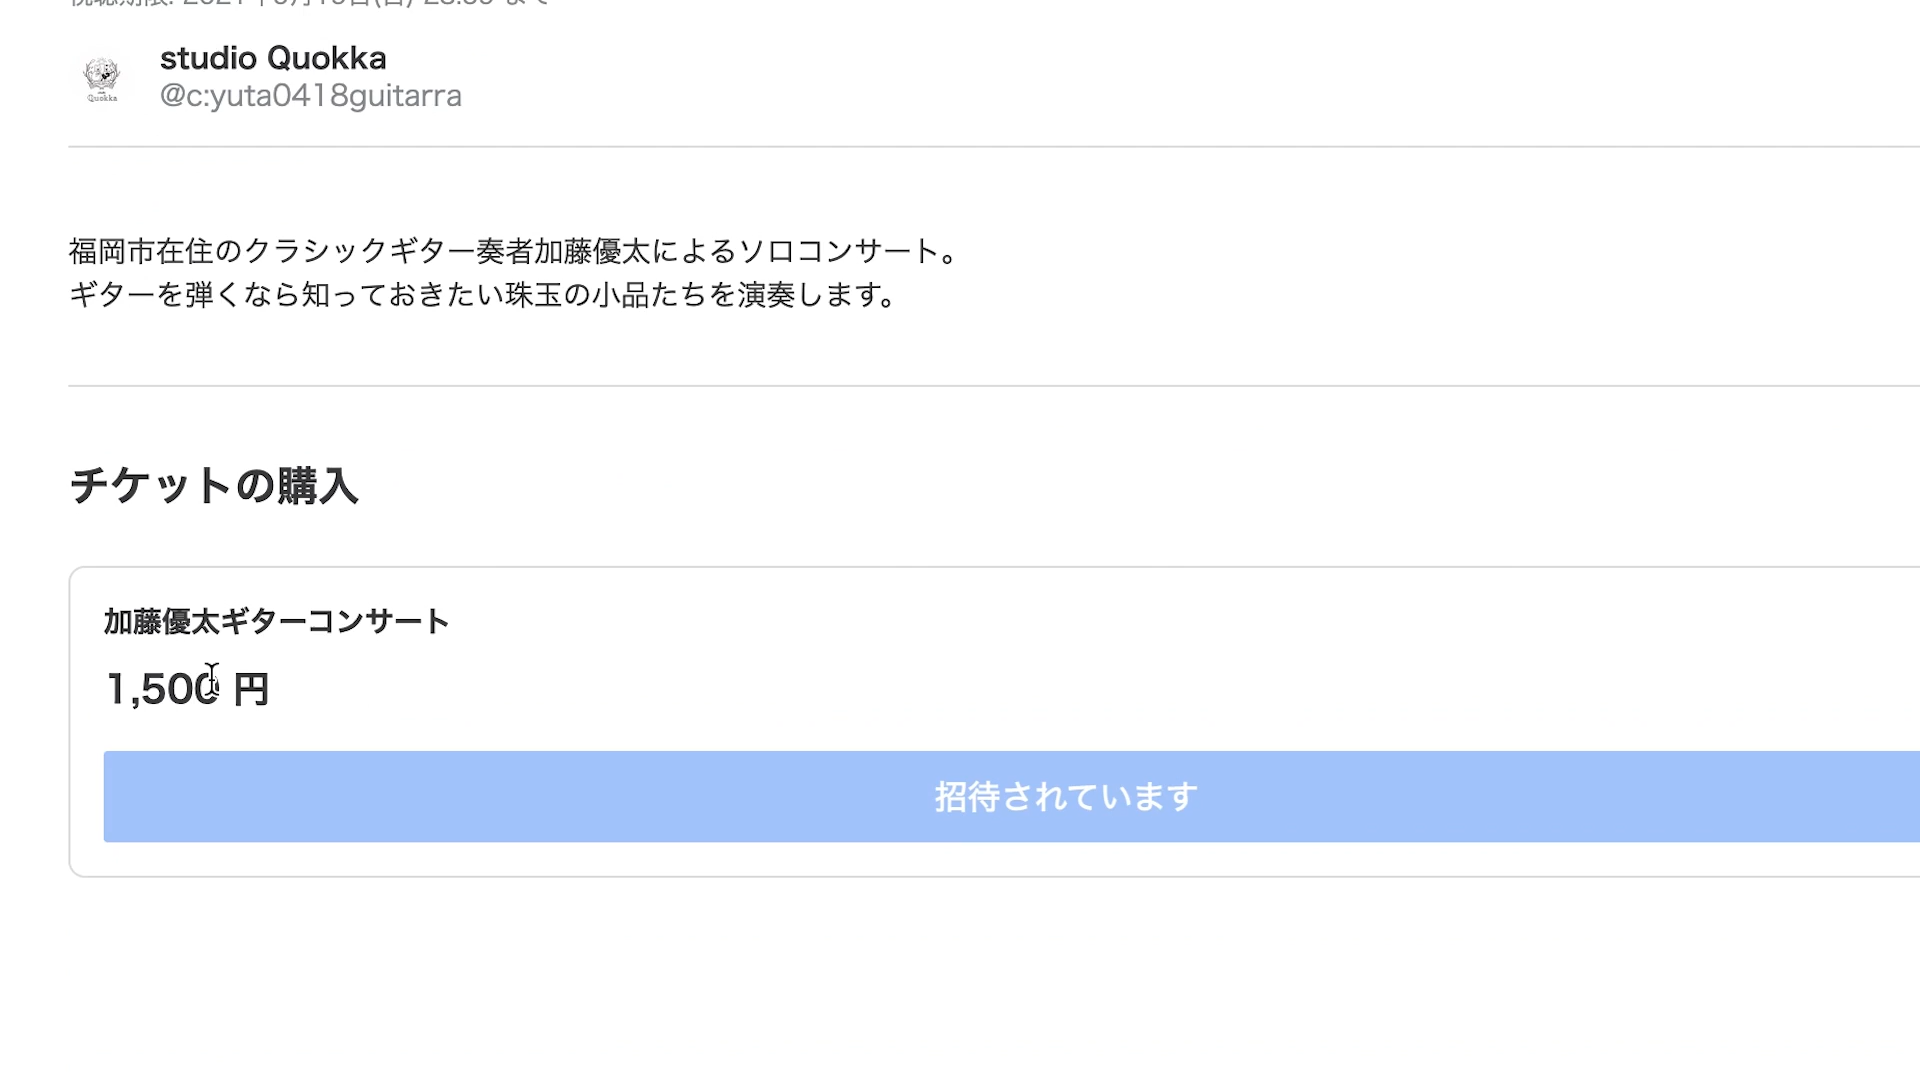 studio Quokka
@c:yuta0418guitarra
Quokka
福岡市在住のクラシックギター奏者加藤優太によるソロコンサート。
ギターを弾くなら知っておきたい珠玉の小品たちを演奏します。
チケットの購入
加藤優太ギターコンサート
1,500 円
招待されています